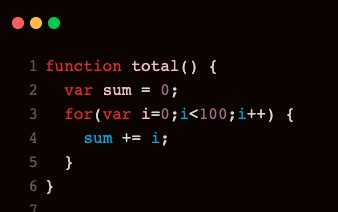 1 function total() {
2   var sum = 0;
3   for(var i=0;i<100;i++) {
4     sum += i;
5   }
6 }
7